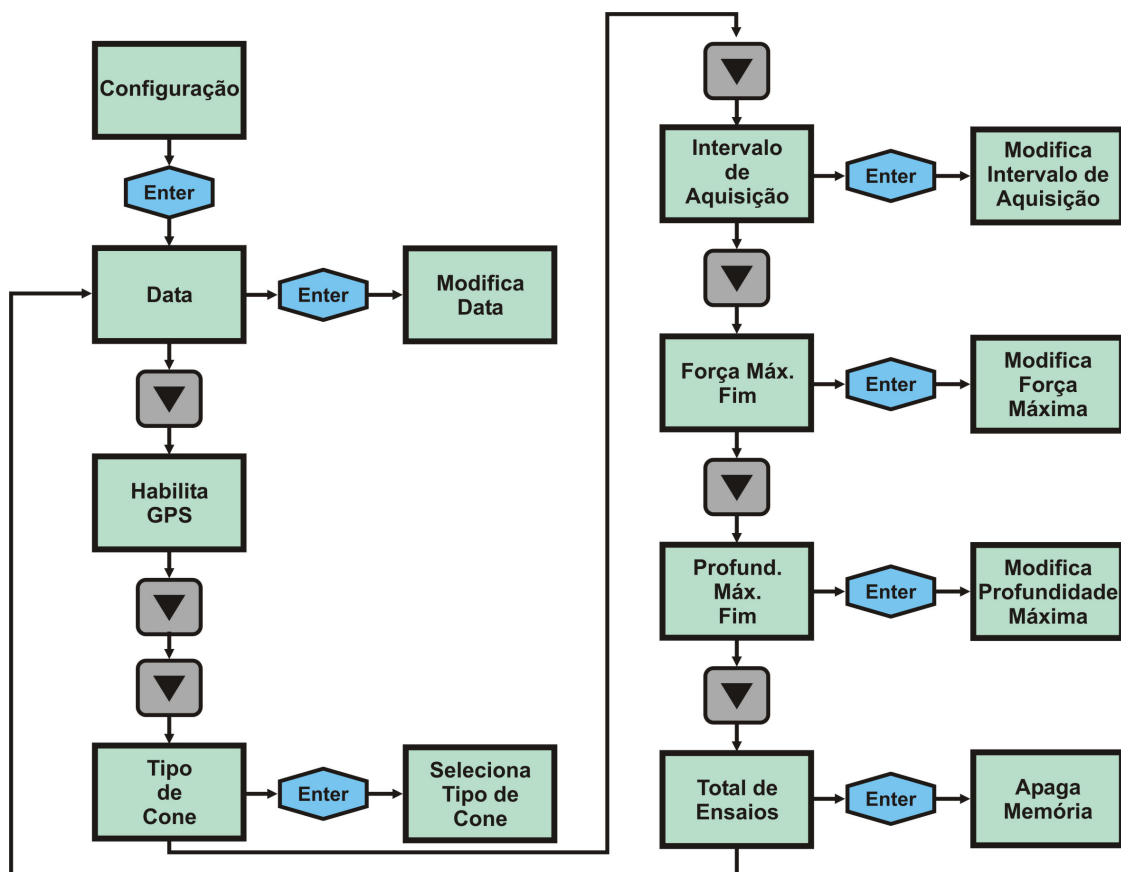 Configuração
Enter
Data
Enter
Modifica
Data
Habilita
GPS
Tipo
de
Cone
Enter
Seleciona
Tipo de
Cone
Intervalo
de
Aquisição
Enter
Modifica
Intervalo de
Aquisição
Força Máx.
Fim
Enter
Modifica
Força
Máxima
Profund.
Máx.
Fim
Enter
Modifica
Profundidade
Máxima
Total de
Ensaios
Enter
Apaga
Memória